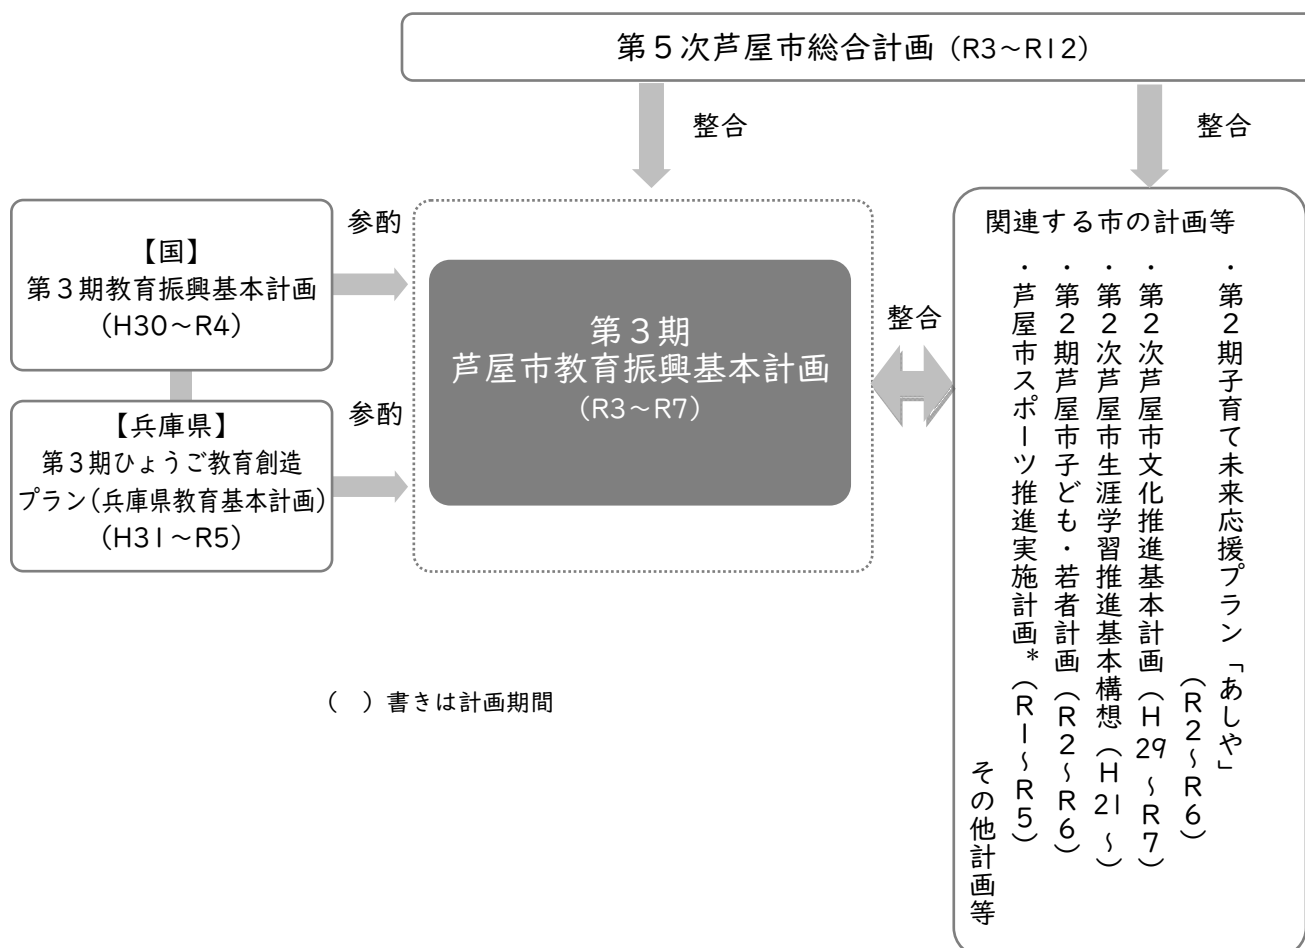 第５次芦屋市総合計画（R3～R12）
整合
整合
参酌
【国】
第３期教育振興基本計画
（H30～R4）
参酌
【兵庫県】
第３期ひょうご教育創造
プラン（兵庫県教育基本計画）
（H31～R5）
第３期
芦屋市教育振興基本計画
（R3～R7）
整合
関連する市の計画等
・第２期子育て未来応援プラン「あしや」
（R2～R6）
・第２次芦屋市文化推進基本計画（H29～R7）
・第２次芦屋市生涯学習推進基本構想（H21～）
・第２期芦屋市子ども・若者計画（R2～R6）
・芦屋市スポーツ推進実施計画*（R1～R5）
その他計画等
（　）書きは計画期間